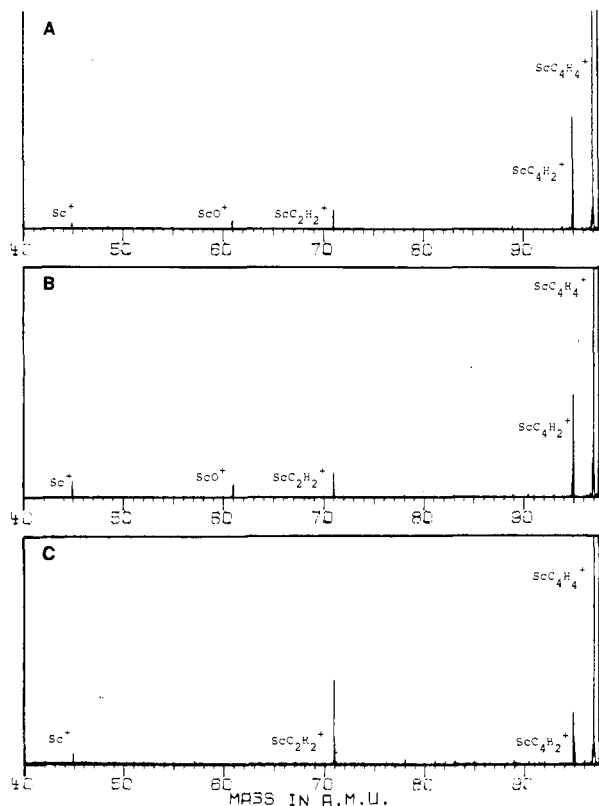 A
ScC4H4+
ScC4H2+
Sc+
ScO+
ScC2H2+
40 50 60 70 80 90
B
ScC4H4+
ScC4H2+
Sc+
ScO+
ScC2H2+
40 50 60 70 80 90
C
ScC4H4+
Sc+
ScC2H2+
ScC4H2+
40 50 60 70 80 90
MASS IN A.M.U.